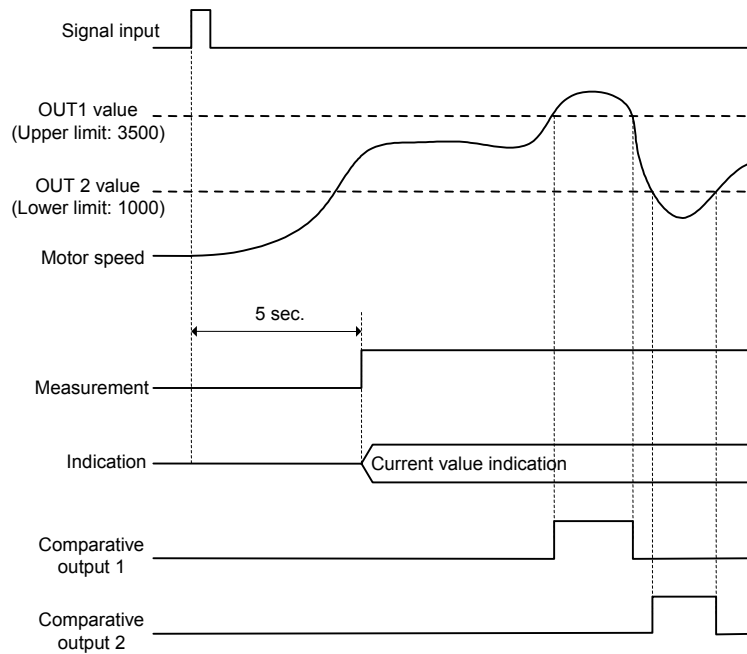 Signal input
OUT1 value
(Upper limit: 3500)
OUT 2 value
(Lower limit: 1000)
Motor speed
5 sec.
Measurement
Indication
Current value indication
Comparative
output 1
Comparative
output 2